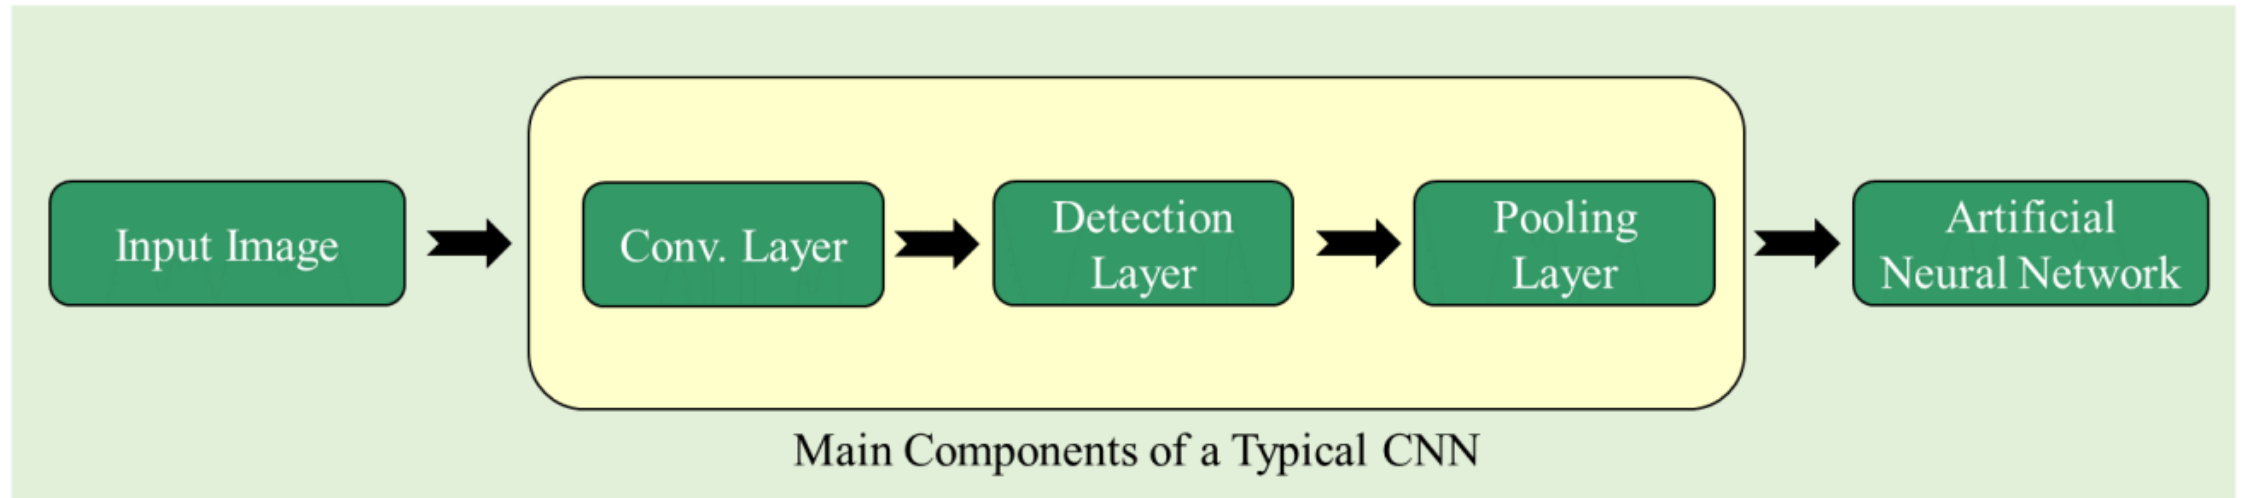 Input Image
Conv. Layer
Detection
Layer
Pooling
Layer
Artificial
Neural Network
Main Components of a Typical CNN